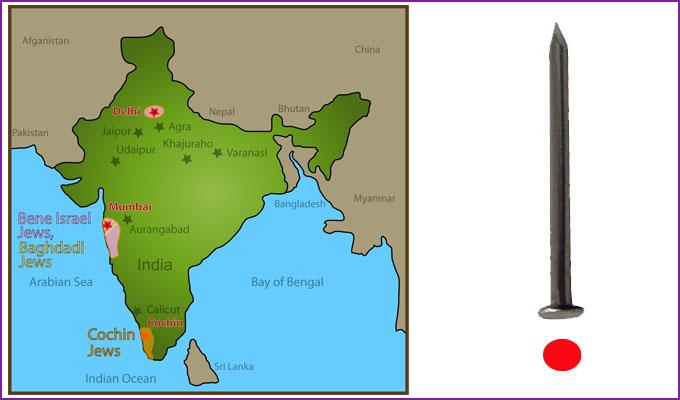 Afganistan
China
Delhi
Nepal
Bhutan
Jaipur
Agra
Pakistan
Khajuraho
Udaipur
Varanasi
Myanmar
Mumbai
Bangladesh
Bene Israel
Jews,
Baghdadi
Jews
Aurangabad
India
Arabian Sea
Bay of Bengal
Calicut
Cochin
Cochin
Jews
Sri Lanka
Indian Ocean